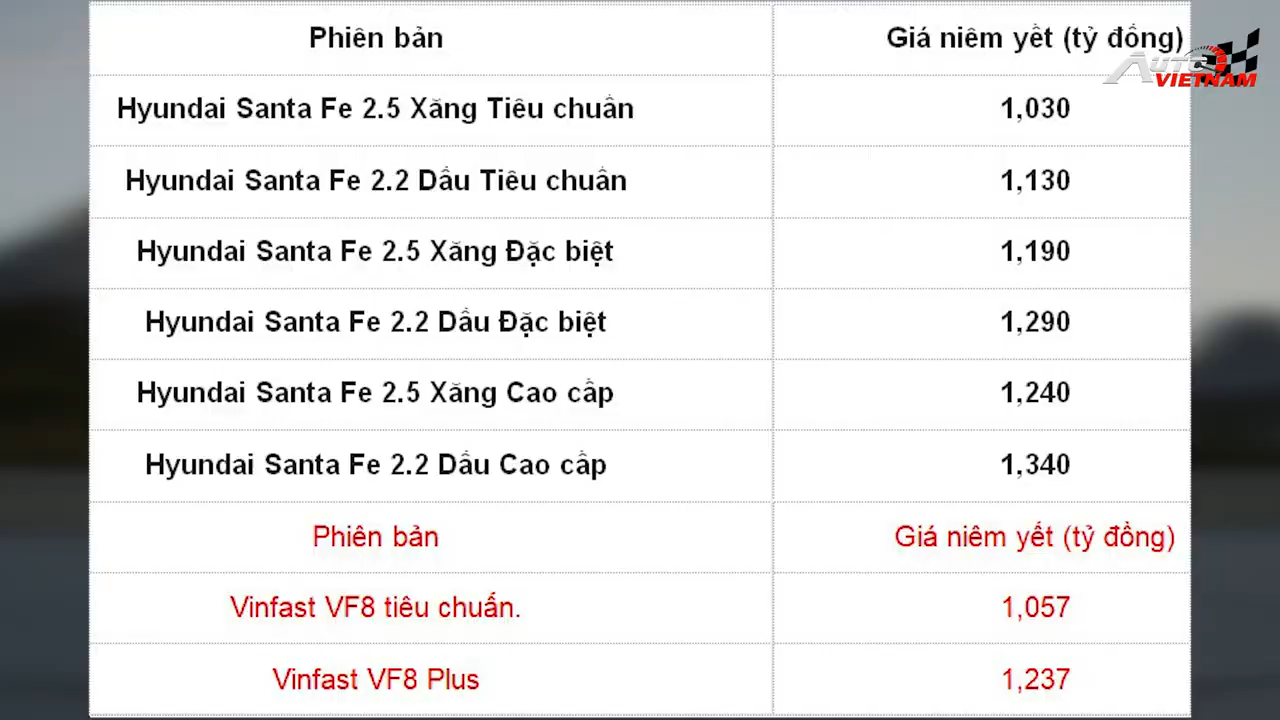 Phiên bản Giá niêm yết (tỷ đồng)
AUTO
VIETNAM
Hyundai Santa Fe 2.5 Xăng Tiêu chuẩn 1,030
Hyundai Santa Fe 2.2 Dầu Tiêu chuẩn 1,130
Hyundai Santa Fe 2.5 Xăng Đặc biệt 1,190
Hyundai Santa Fe 2.2 Dầu Đặc biệt 1,290
Hyundai Santa Fe 2.5 Xăng Cao cấp 1,240
Hyundai Santa Fe 2.2 Dầu Cao cấp 1,340
Phiên bản Giá niêm yết (tỷ đồng)
Vinfast VF8 tiêu chuẩn. 1,057
Vinfast VF8 Plus 1,237